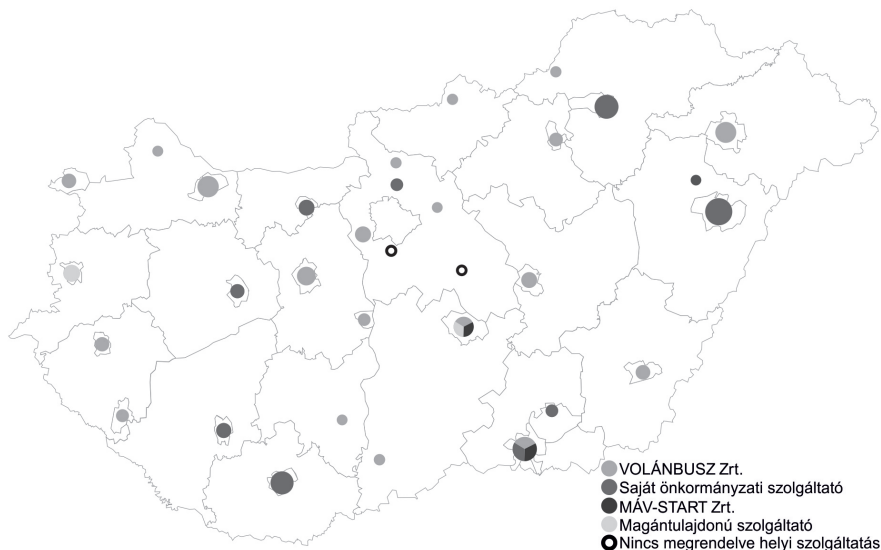 VOLÁNBUSZ Zrt.
Saját önkormányzati szolgáltató
MÁV-START Zrt.
Magántulajdonú szolgáltató
Nincs megrendelve helyi szolgáltatás